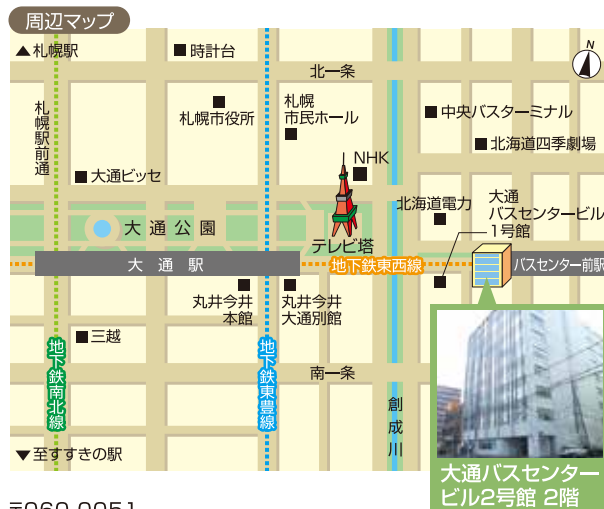 周辺マップ
▲札幌駅
■時計台
N
北一条
札幌駅前通
札幌市役所
札幌
市民ホール
■中央バスターミナル
■北海道四季劇場
NHK
■大通ビッセ
北海道電力
大通
バスセンタービル
1号館
大通公園
テレビ塔
大通駅
地下鉄東西線
バスセンター前駅
丸井今井
本館
丸井今井
大通別館
■三越
地下鉄南北線
地下鉄東豊線
南一条
創成川
▼至すすきの駅
大通バスセンター
ビル2号館 2階
〒060-0051